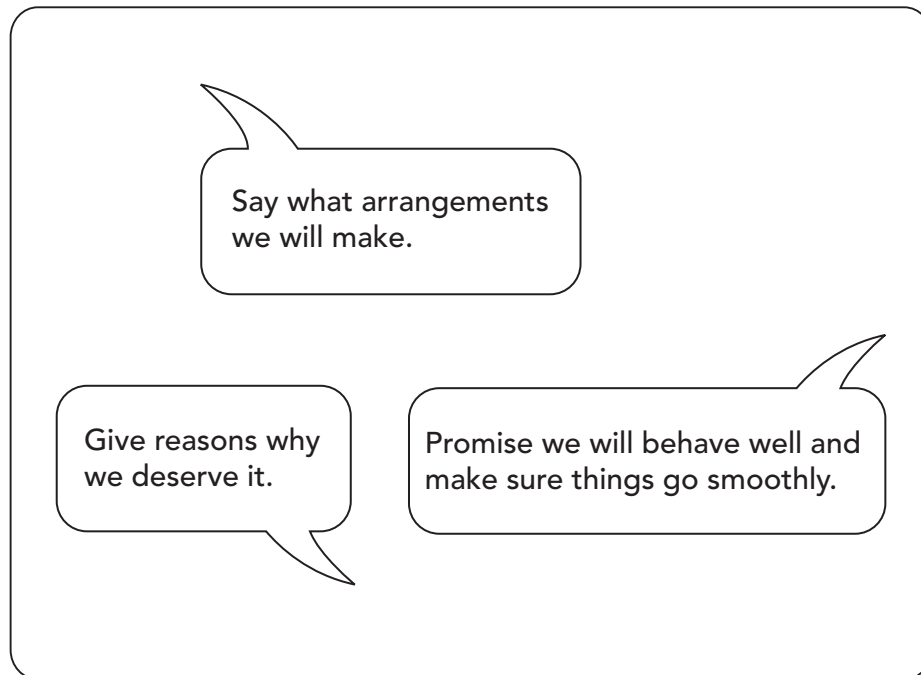 Say what arrangements
we will make.
Give reasons why
we deserve it.
Promise we will behave well and
make sure things go smoothly.